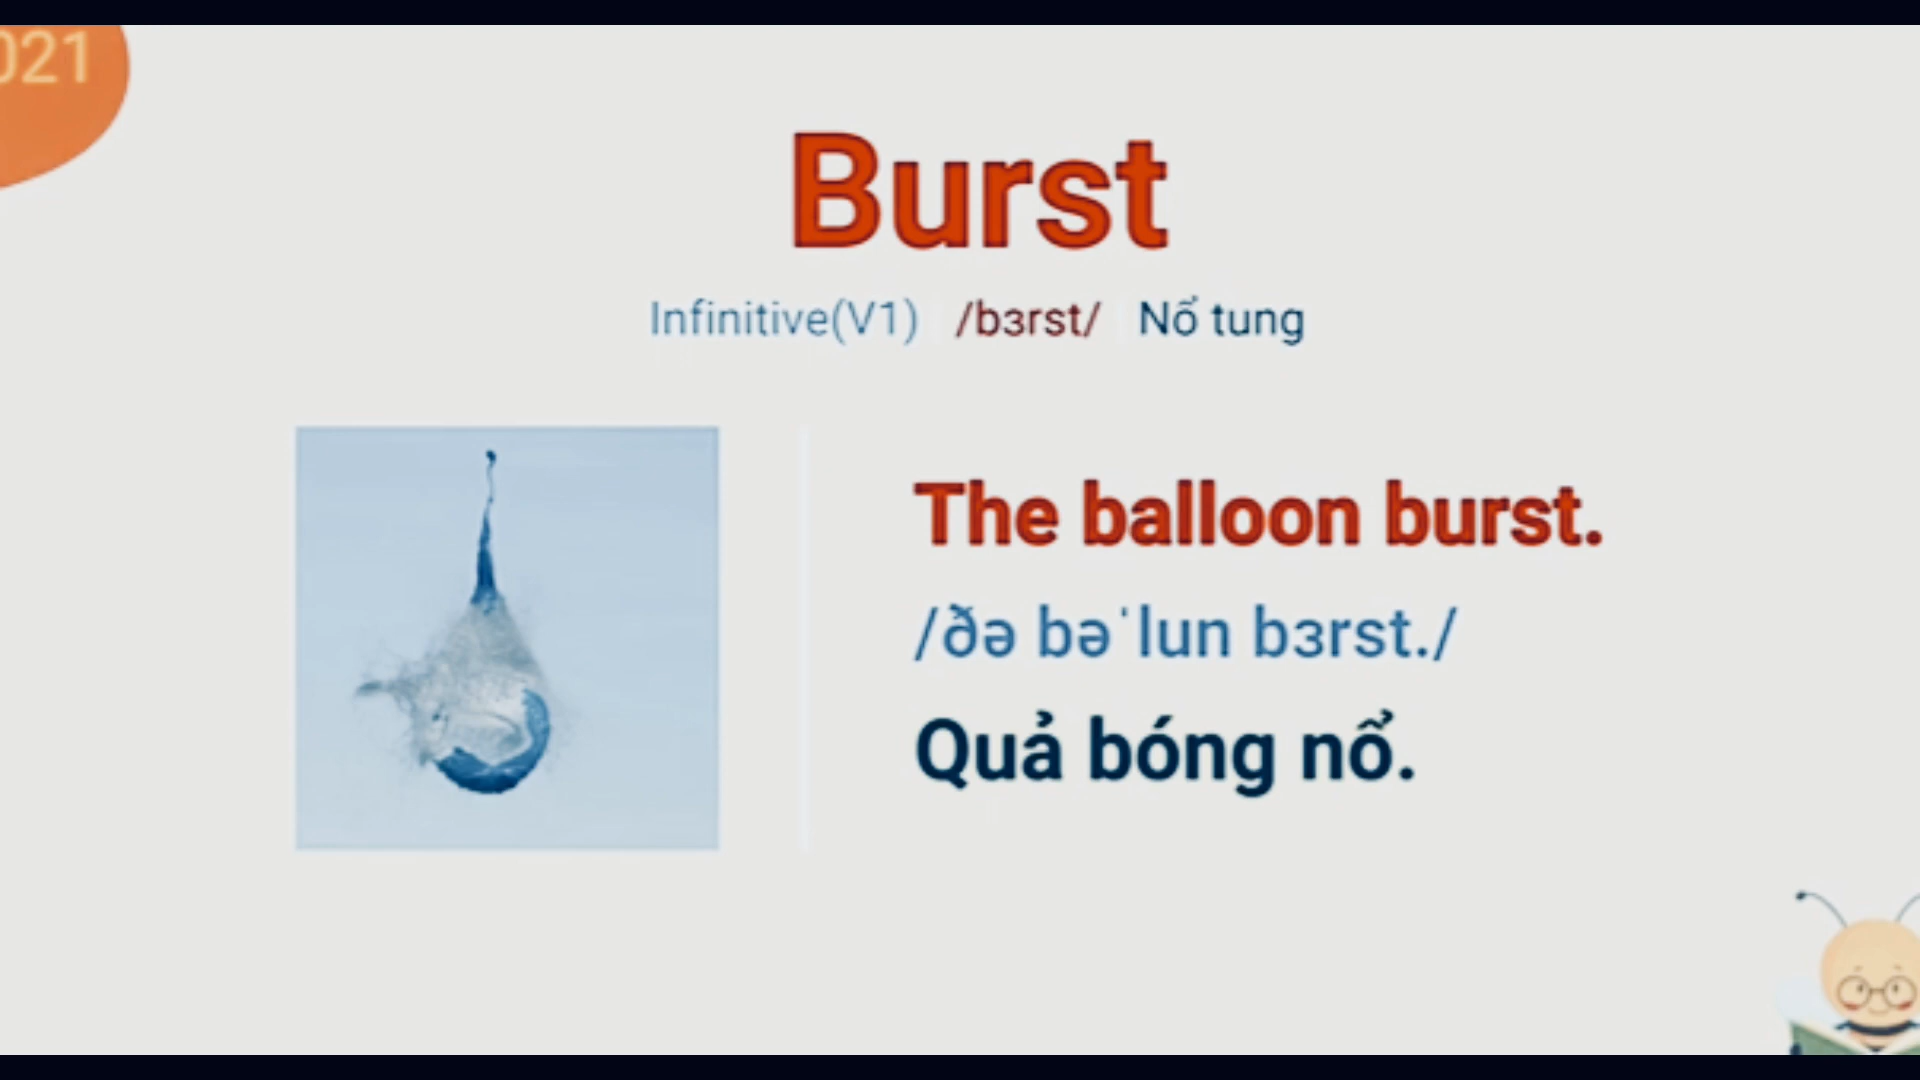 021
Burst
Infinitive(V1) /bɜrst/ Nổ tung
The balloon burst.
/ðə bəˈlun bɜrst./
Quả bóng nổ.